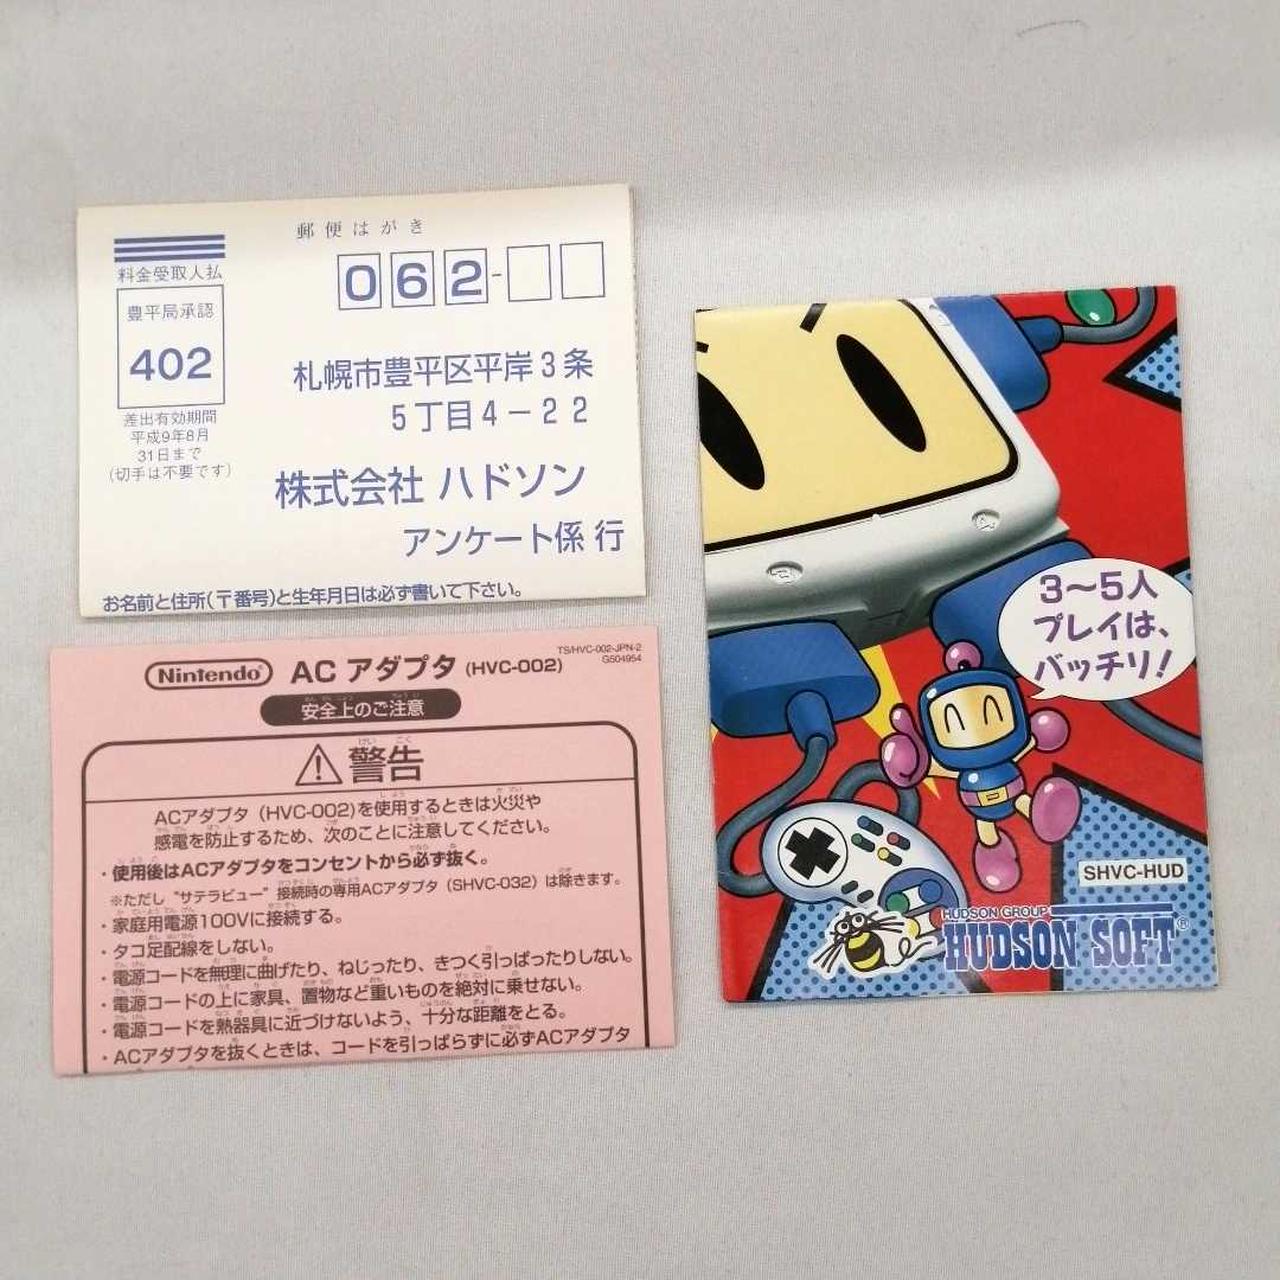 郵便はがき
料金受取人払
豊平局承認
402
差出有効期間
平成9年8月
31日まで
(切手は不要です)
062-
札幌市豊平区平岸3条
5丁目4-22
株式会社 ハドソン
アンケート係 行
お名前と住所(〒番号)と生年月日は必ず書いて下さい。
TS/HVC-002-JPN-2
G504954
Nintendo ACアダプタ(HVC-002)
安全上のご注意
警告
ACアダプタ(HVC-002)を使用するときは火災や
感電を防止するため、次のことに注意してください。
・使用後はACアダプタをコンセントから必ず抜く。
※ただし“サテラビュー”接続時の専用ACアダプタ(SHVC-032)は除きます。
・家庭用電源100Vに接続する。
・タコ足配線をしない。
・電源コードを無理に曲げたり、ねじったり、きつく引っぱったりしない。
・電源コードの上に家具、置物など重いものを絶対に乗せない。
・電源コードを熱器具に近づけないよう、十分な距離をとる。
・ACアダプタを抜くときは、コードを引っぱらずに必ずACアダプタ
3~5人
プレイは、
バッチリ!
SHVC-HUD
HUDSON GROUP
HUDSON SOFT®